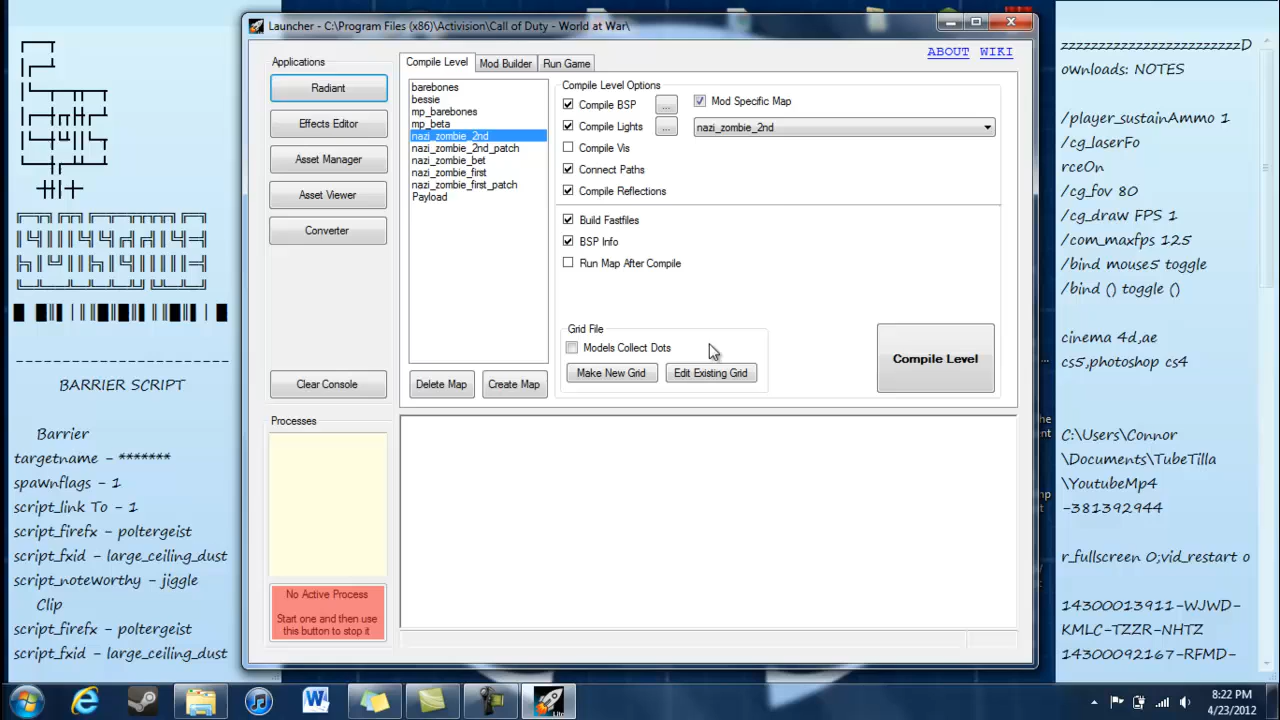 Launcher - C:\Program Files (x86)\Activision\Call of Duty - World at War\
ABOUT WIKI
Applications
Radiant
Effects Editor
Asset Manager
Asset Viewer
Converter
Clear Console
Processes
No Active Process
Start one and then use
this button to stop it
Compile Level
Mod Builder
Run Game
barebones
bessie
mp_barebones
mp_beta
nazi_zombie_2nd
nazi_zombie_2nd_patch
nazi_zombie_bet
nazi_zombie_first
nazi_zombie_first_patch
Payload
Delete Map
Create Map
Compile Level Options
Compile BSP
...
Mod Specific Map
Compile Lights
...
nazi_zombie_2nd
Compile Vis
Connect Paths
Compile Reflections
Build Fastfiles
BSP Info
Run Map After Compile
Grid File
Models Collect Dots
Make New Grid
Edit Existing Grid
Compile Level
-----------------------------
BARRIER SCRIPT
Barrier
targetname - *******
spawnflags - 1
script_link To - 1
script_firefx - poltergeist
script_fxid - large_ceiling_dust
script_noteworthy - jiggle
Clip
script_firefx - poltergeist
script_fxid - large_ceiling_dust
zzzzzzzzzzzzzzzzzzzzzzzD
ownloads: NOTES
/player_sustainAmmo 1
/cg_laserFo
rceOn
/cg_fov 80
/cg_draw FPS 1
/com_maxfps 125
/bind mouse5 toggle
/bind () toggle ()
cinema 4d,ae
cs5,photoshop cs4
C:\Users\Connor
\Documents\TubeTilla
\YoutubeMp4
-381392944
r_fullscreen 0;vid_restart 0
14300013911-WJWD-
KMLC-TZZR-NHTZ
14300092167-RFMD-
8:22 PM
4/23/2012